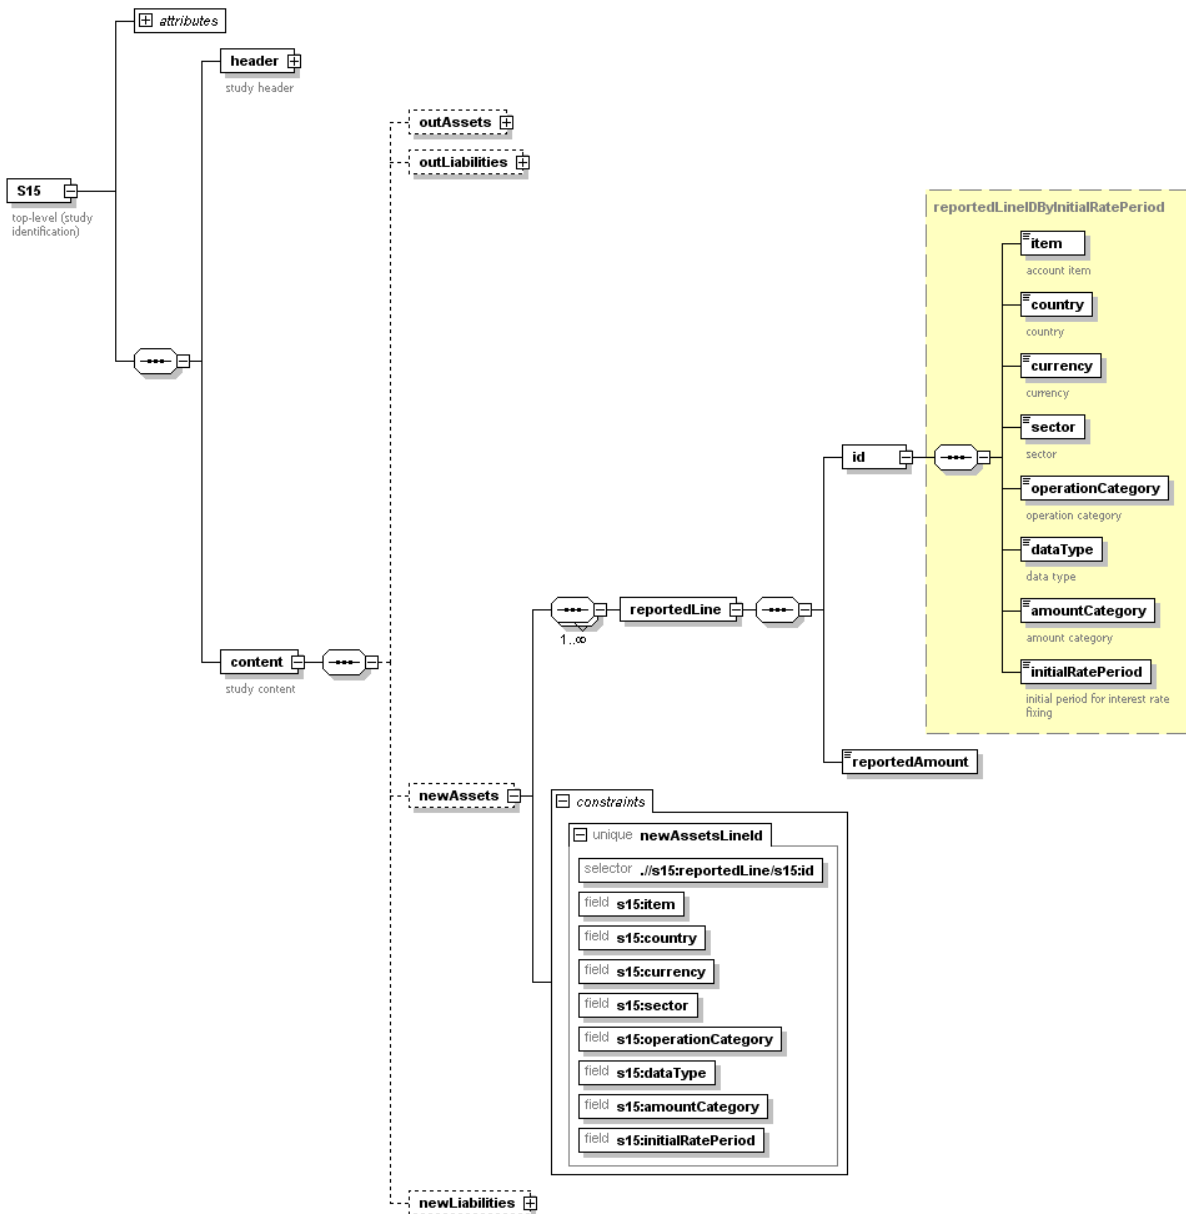 attributes
header
study header
outAssets
outLiabilities
S15
top-level (study
identification)
reportedLineIDByInitialRatePeriod
item
account item
country
country
currency
currency
sector
sector
id
operationCategory
operation category
dataType
data type
amountCategory
amount category
initialRatePeriod
initial period for interest rate
fixing
reportedLine
1..∞
content
study content
reportedAmount
newAssets
constraints
unique newAssetsLineId
selector .//s15:reportedLine/s15:id
field s15:item
field s15:country
field s15:currency
field s15:sector
field s15:operationCategory
field s15:dataType
field s15:amountCategory
field s15:initialRatePeriod
newLiabilities